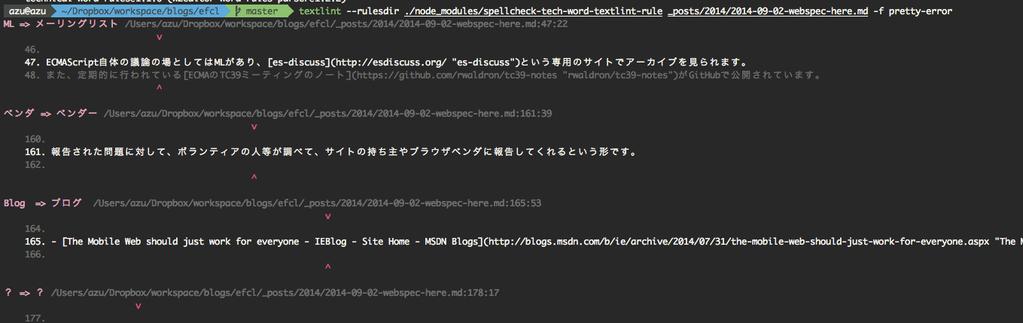 azu@azu ~/Dropbox/workspace/blogs/efcl master textlint --rulesdir ./node_modules/spellcheck-tech-word-textlint-rule _posts/2014/2014-09-02-webspec-here.md -f pretty-error
ML => メーリングリスト /Users/azu/Dropbox/workspace/blogs/efcl/_posts/2014/2014-09-02-webspec-here.md:47:22
v
46.
47. ECMAScript自体の議論の場としてはMLがあり、[es-discuss](http://esdiscuss.org/ "es-discuss")という専用のサイトでアーカイブを見られます。
48. また、定期的に行われている[ECMAのTC39ミーティングのノート](https://github.com/rwaldron/tc39-notes "rwaldron/tc39-notes")がGitHubで公開されています。
^
ベンダ => ベンダー /Users/azu/Dropbox/workspace/blogs/efcl/_posts/2014/2014-09-02-webspec-here.md:161:39
v
160.
161. 報告された問題に対して、ボランティアの人等が調べて、サイトの持ち主やブラウザベンダに報告してくれるという形です。
162.
^
Blog => ブログ /Users/azu/Dropbox/workspace/blogs/efcl/_posts/2014/2014-09-02-webspec-here.md:165:53
v
164.
165. - [The Mobile Web should just work for everyone - IEBlog - Site Home - MSDN Blogs](http://blogs.msdn.com/b/ie/archive/2014/07/31/the-mobile-web-should-just-work-for-everyone.aspx "The M
166.
^
? => ? /Users/azu/Dropbox/workspace/blogs/efcl/_posts/2014/2014-09-02-webspec-here.md:178:17
v
177.